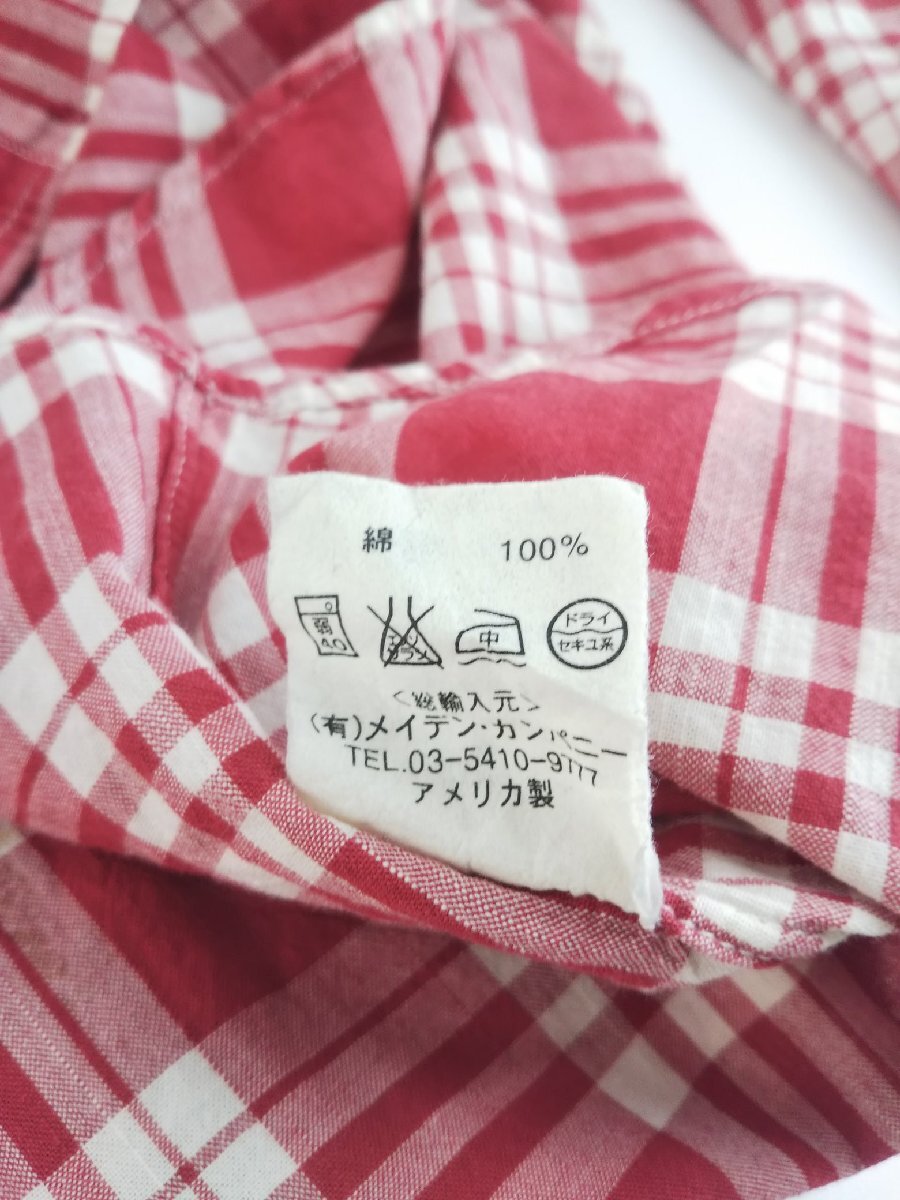 綿 100%
弱 40
エンソ サラシ
中
ドライ
セキユ系
〈総輸入元〉
(有)メイデン・カンパニー
TEL.03-5410-9777
アメリカ製